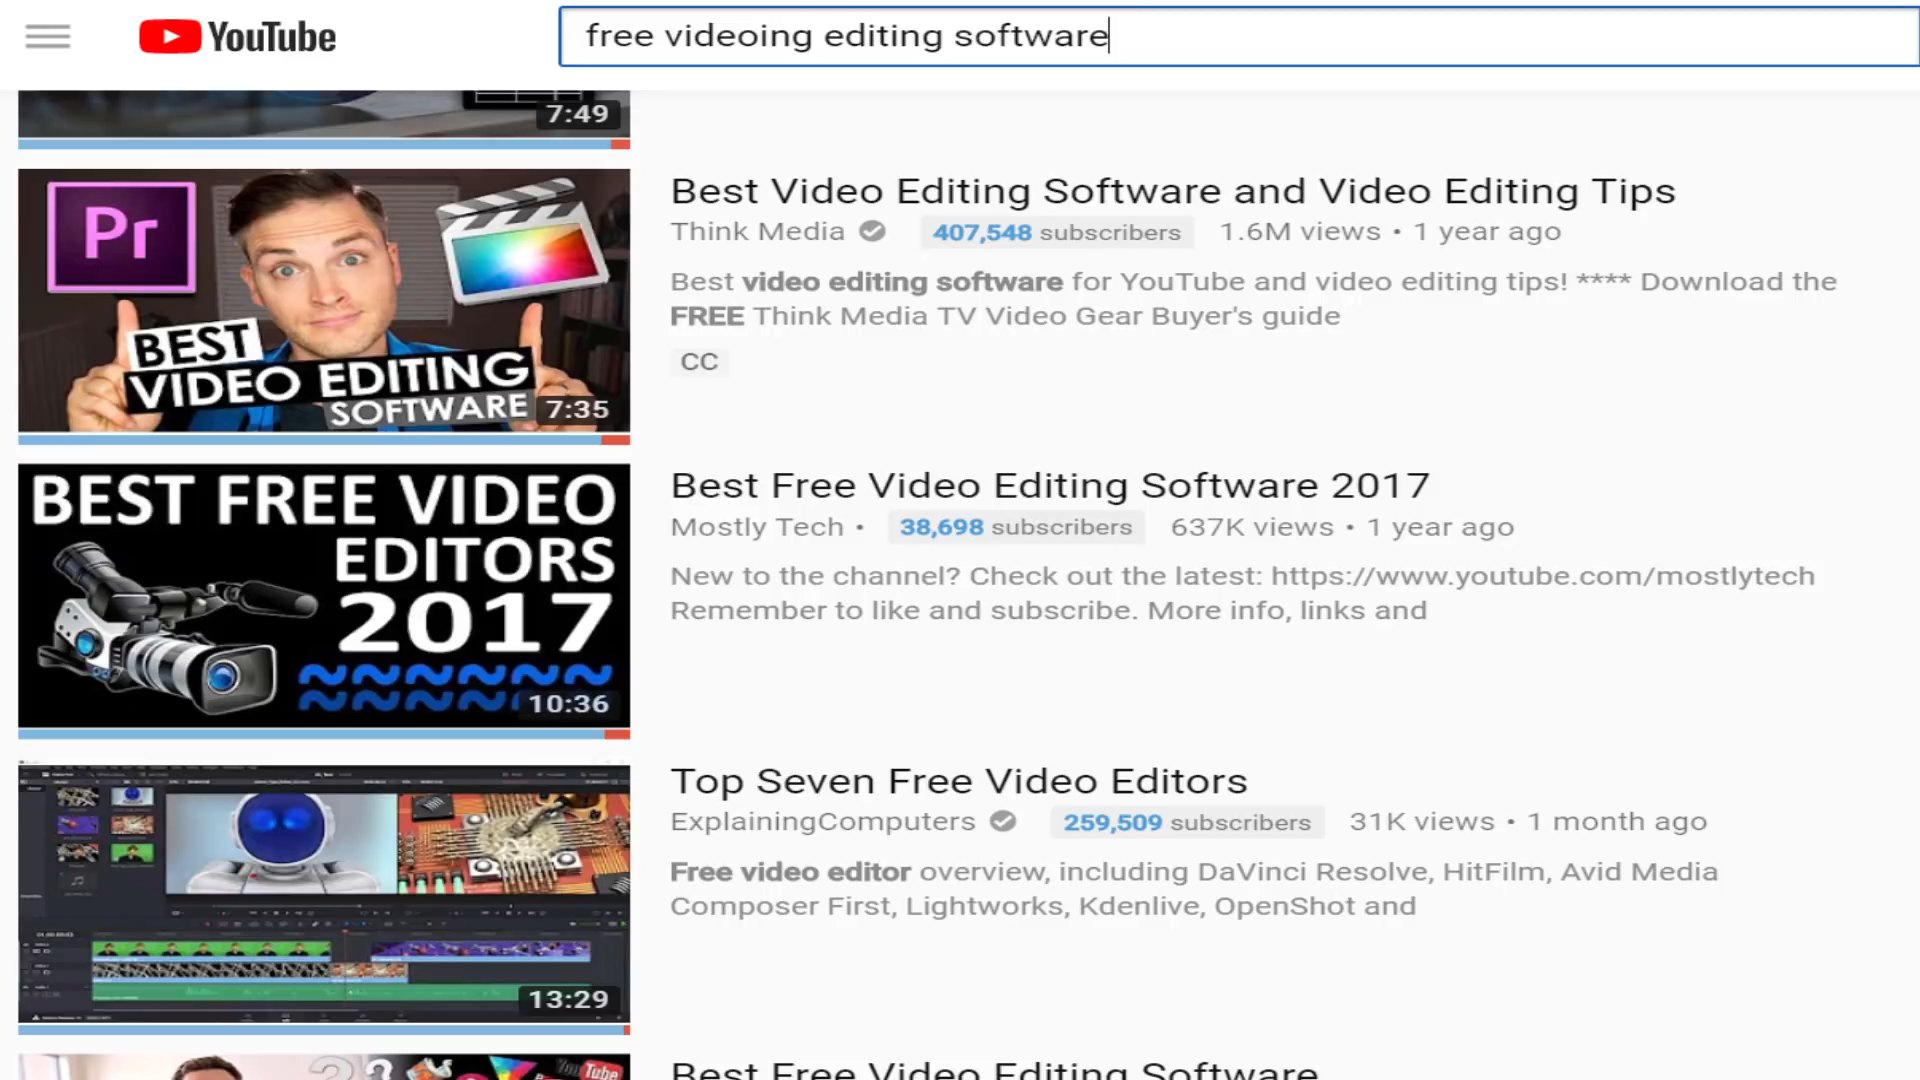 YouTube
free videoing editing software
7:49
Pr
BEST
VIDEO EDITING
SOFTWARE
7:35
Best Video Editing Software and Video Editing Tips
Think Media 407,548 subscribers 1.6M views • 1 year ago
Best video editing software for YouTube and video editing tips! **** Download the
FREE Think Media TV Video Gear Buyer's guide
CC
BEST FREE VIDEO
EDITORS
2017
10:36
Best Free Video Editing Software 2017
Mostly Tech • 38,698 subscribers 637K views • 1 year ago
New to the channel? Check out the latest: https://www.youtube.com/mostlytech
Remember to like and subscribe. More info, links and
13:29
Top Seven Free Video Editors
ExplainingComputers 259,509 subscribers 31K views • 1 month ago
Free video editor overview, including DaVinci Resolve, HitFilm, Avid Media
Composer First, Lightworks, Kdenlive, OpenShot and
??
YouTube
Best Free Video Editing Software